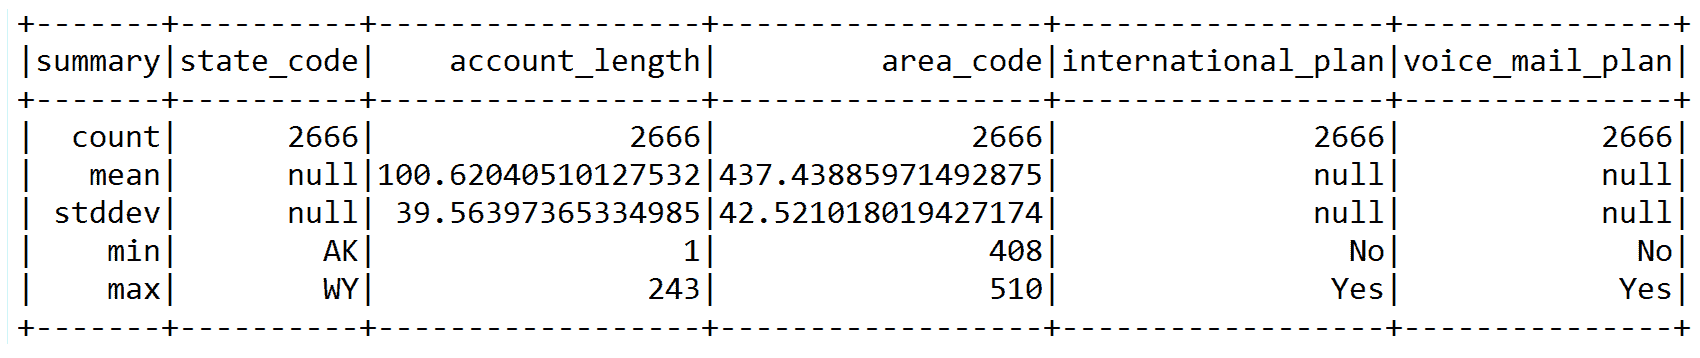 +-------+----------+------------------+------------------+------------------+---------------+
|summary|state_code|    account_length|         area_code|international_plan|voice_mail_plan|
+-------+----------+------------------+------------------+------------------+---------------+
|  count|      2666|              2666|              2666|              2666|           2666|
|   mean|      null|100.62040510127532|437.43885971492875|              null|           null|
| stddev|      null| 39.56397365334985|42.521018019427174|              null|           null|
|    min|        AK|                 1|               408|                No|             No|
|    max|        WY|               243|               510|               Yes|            Yes|
+-------+----------+------------------+------------------+------------------+---------------+